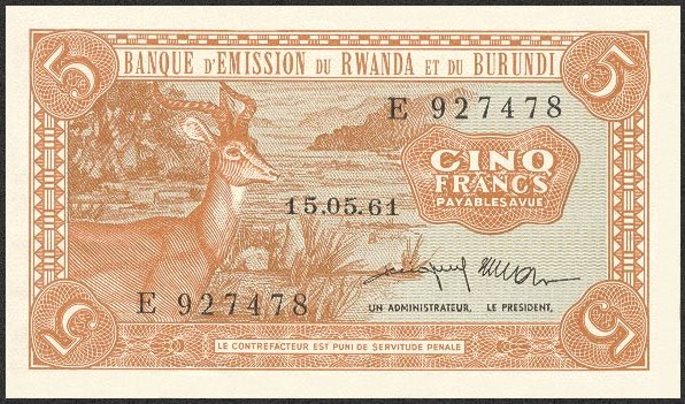 5 5
BANQUE D'ÉMISSION DU RWANDA ET DU BURUNDI
E 927478
CINQ
FRANCS
PAYABLES A VUE
15.05.61
E 927478
UN ADMINISTRATEUR, LE PRESIDENT,
5 5
LE CONTREFACTEUR EST PUNI DE SERVITUDE PENALE